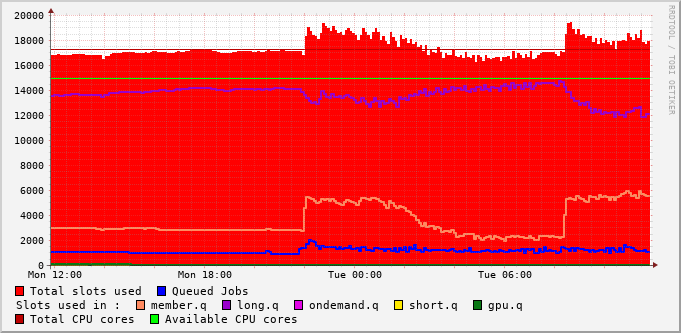 20000
18000
16000
14000
12000
10000
8000
6000
4000
2000
0
Mon 12:00 Mon 18:00 Tue 00:00 Tue 06:00
RRDTOOL / TOBI OETIKER
Total slots used Queued Jobs
Slots used in : member.q long.q ondemand.q short.q gpu.q
Total CPU cores Available CPU cores